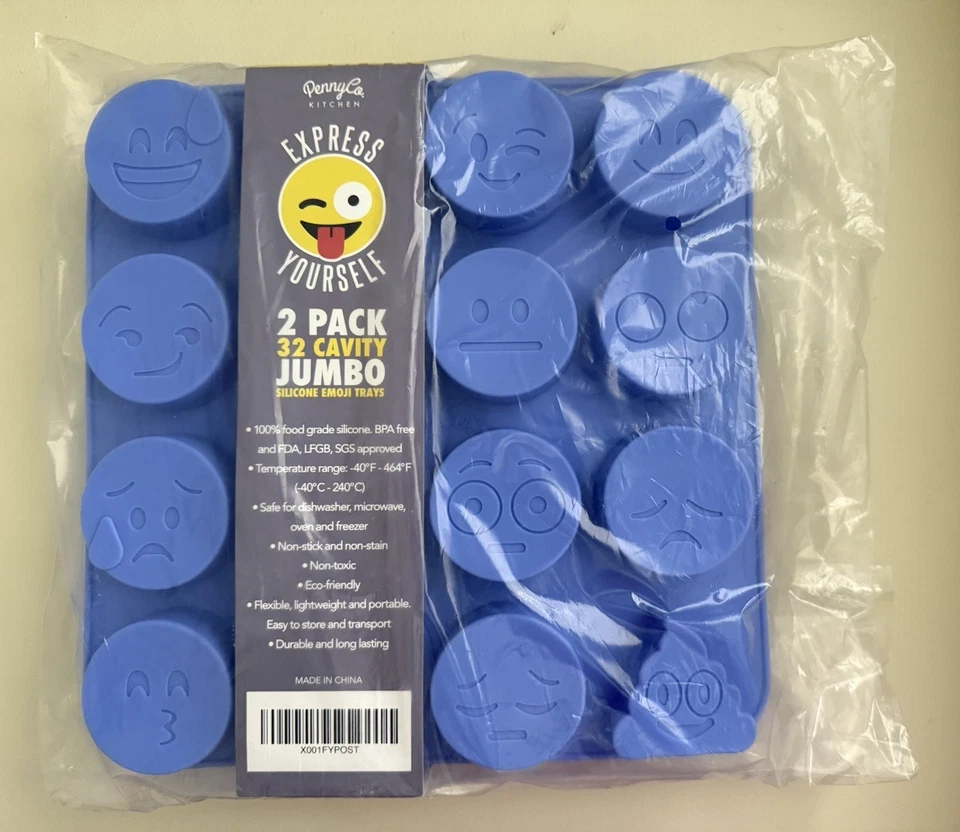 PennyCo.
KITCHEN
EXPRESS
YOURSELF
2 PACK
32 CAVITY
JUMBO
SILICONE EMOJI TRAYS
• 100% food grade silicone. BPA free
and FDA, LFGB, SGS approved
• Temperature range: -40°F - 464°F
(-40°C - 240°C)
• Safe for dishwasher, microwave,
oven and freezer
• Non-stick and non-stain
• Non-toxic
• Eco-friendly
• Flexible, lightweight and portable.
Easy to store and transport
• Durable and long lasting
MADE IN CHINA
X001FYPOST